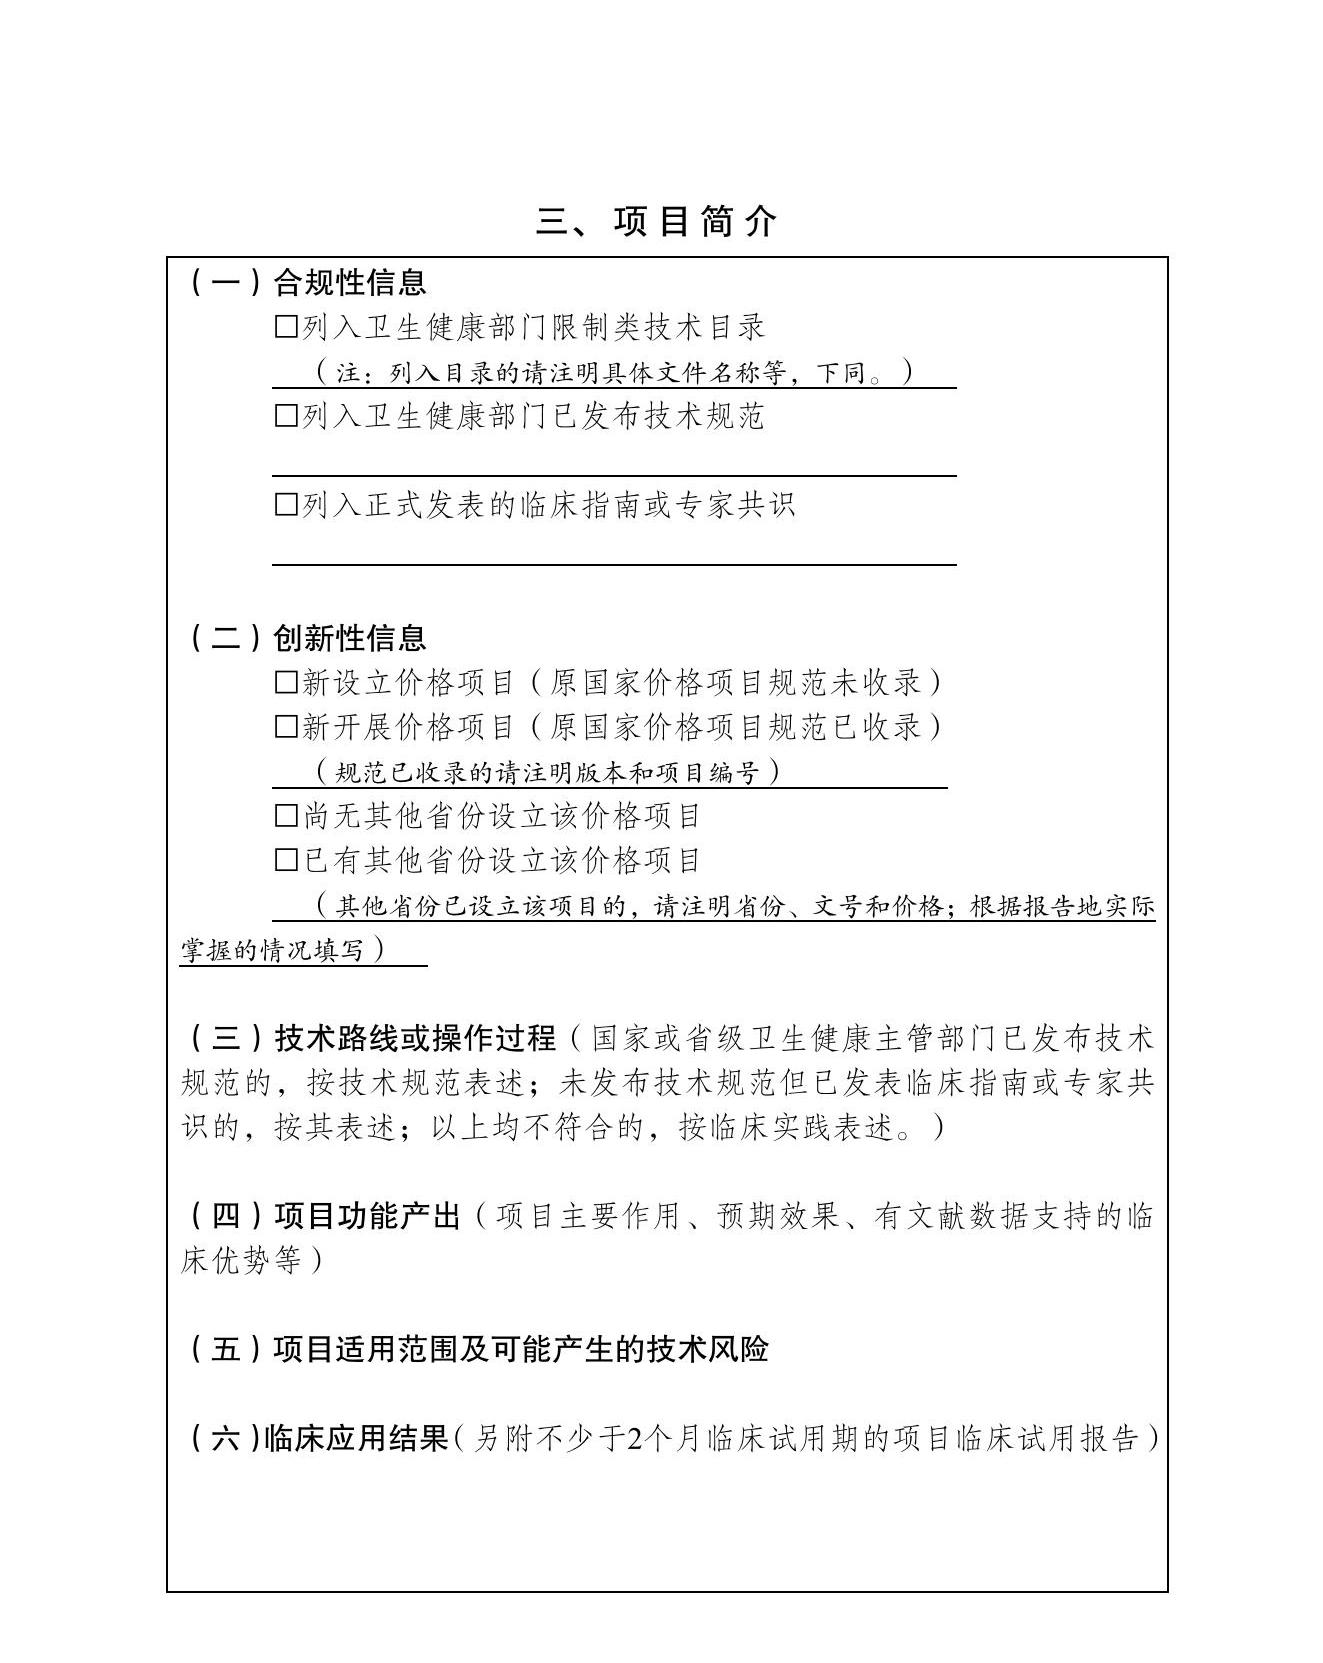 三、项目简介
（一）合规性信息
□列入卫生健康部门限制类技术目录
（注：列入目录的请注明具体文件名称等，下同。）
□列入卫生健康部门已发布技术规范
□列入正式发表的临床指南或专家共识
（二）创新性信息
□新设立价格项目（原国家价格项目规范未收录）
□新开展价格项目（原国家价格项目规范已收录）
（规范已收录的请注明版本和项目编号）
□尚无其他省份设立该价格项目
□已有其他省份设立该价格项目
（其他省份已设立该项目的，请注明省份、文号和价格；根据报告地实际
掌握的情况填写）
（三）技术路线或操作过程（国家或省级卫生健康主管部门已发布技术
规范的，按技术规范表述；未发布技术规范但已发表临床指南或专家共
识的，按其表述；以上均不符合的，按临床实践表述。）
（四）项目功能产出（项目主要作用、预期效果、有文献数据支持的临
床优势等）
（五）项目适用范围及可能产生的技术风险
（六）临床应用结果（另附不少于2个月临床试用期的项目临床试用报告）